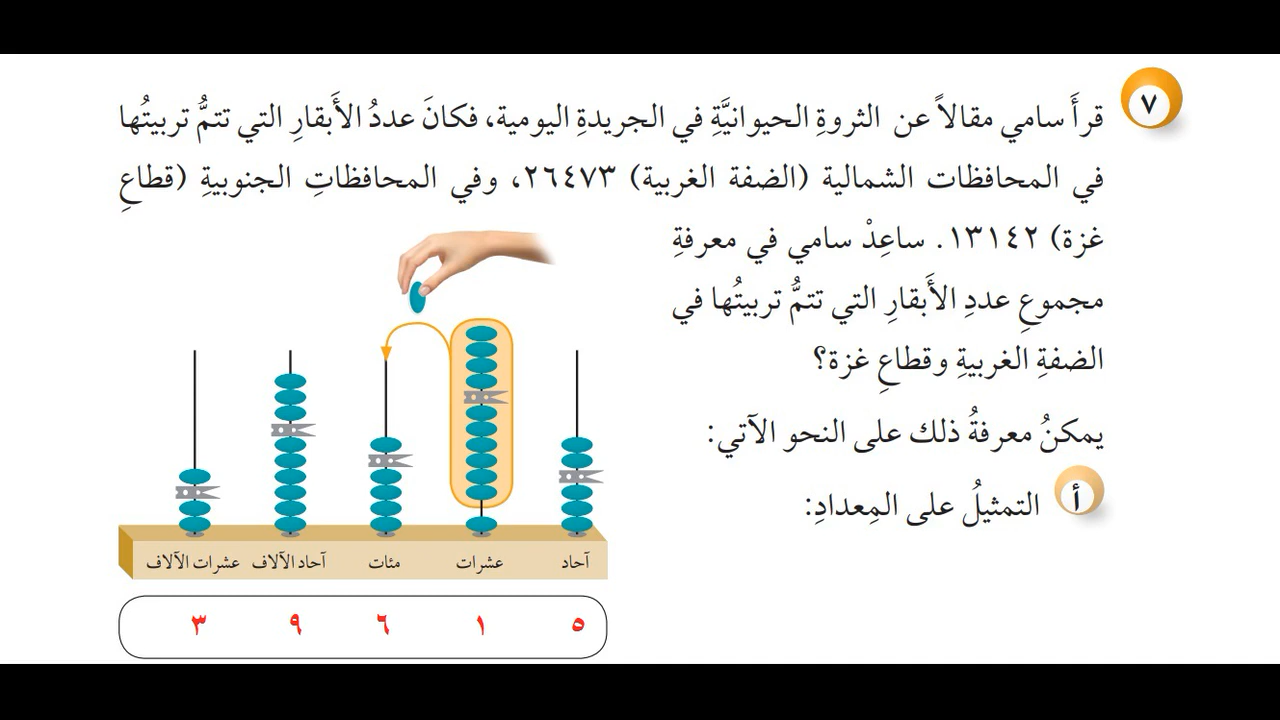 ٧
قرأَ سامي مقالاً عن الثروةِ الحيوانيَّةِ في الجريدةِ اليومية، فكانَ عددُ الأَبقارِ التي تتمُّ تربيتُها
في المحافظات الشمالية (الضفة الغربية) ٢٦٤٧٣، وفي المحافظاتِ الجنوبيةِ (قطاعِ
غزة) ١٣١٤٢. ساعِدْ سامي في معرفةِ
مجموعِ عددِ الأَبقارِ التي تتمُّ تربيتُها في
الضفةِ الغربيةِ وقطاعِ غزة؟
يمكنُ معرفةُ ذلك على النحو الآتي:
أ التمثيلُ على المِعدادِ:
آحاد عشرات مئات آحاد الآلاف عشرات الآلاف
٥ ١ ٦ ٩ ٣